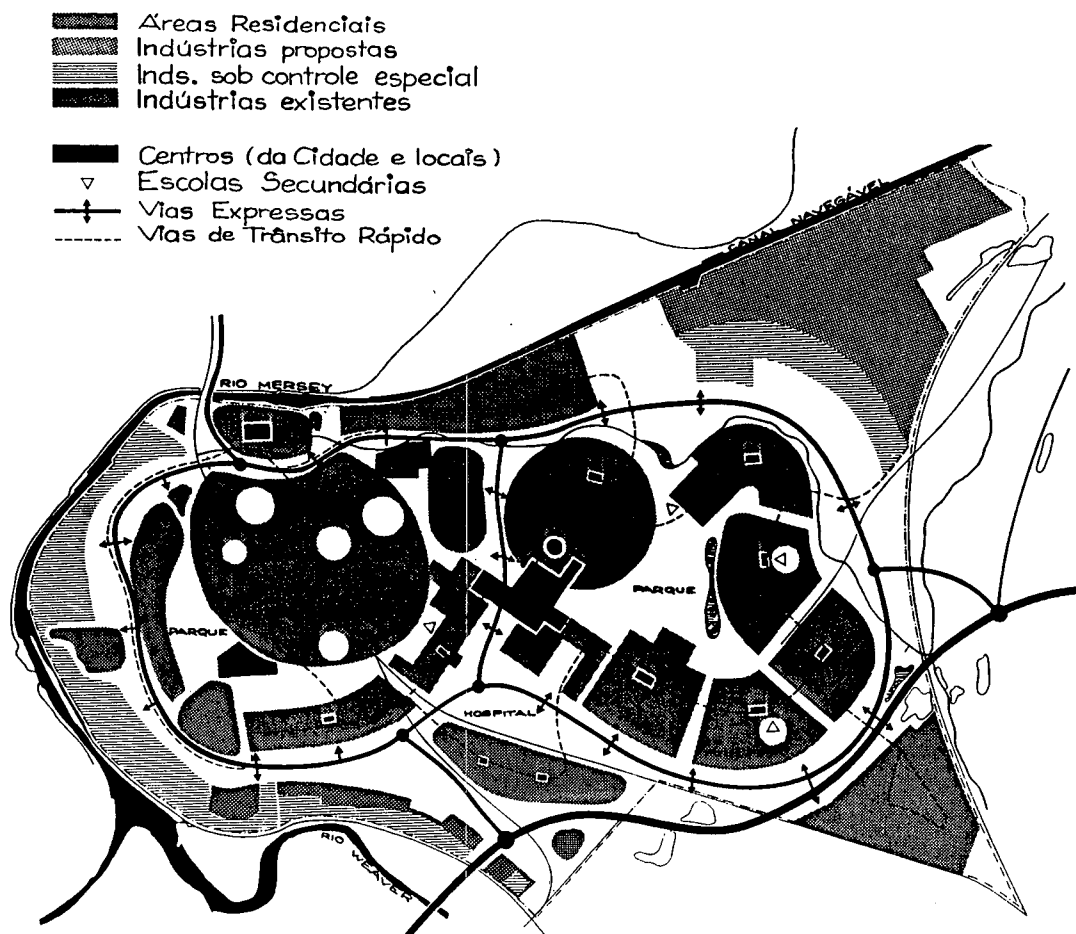 Áreas Residenciais
Indústrias propostas
Inds. sob controle especial
Indústrias existentes
Centros (da Cidade e locais)
Escolas Secundárias
Vias Expressas
Vias de Trânsito Rápido
CANAL NAVEGÁVEL
RIO MERSEY
PARQUE
PARQUE
HOSPITAL
RIO WEAVER